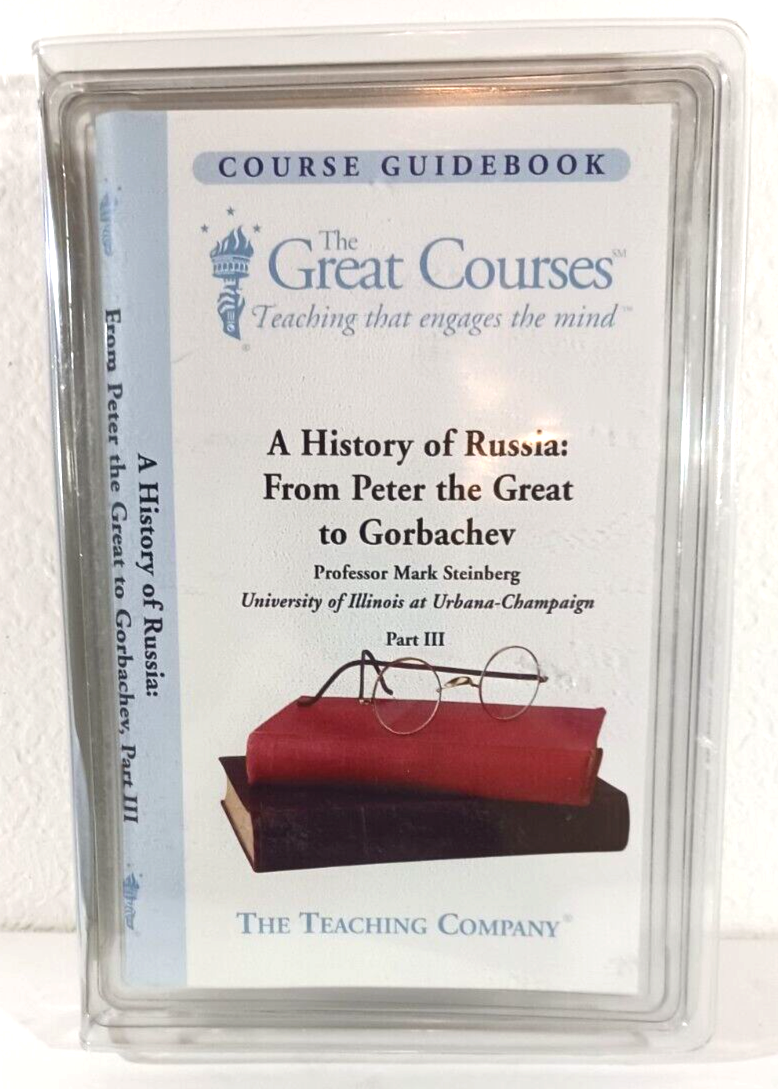 COURSE GUIDEBOOK
The
Great Courses℠
Teaching that engages the mind™
A History of Russia:
From Peter the Great
to Gorbachev
Professor Mark Steinberg
University of Illinois at Urbana-Champaign
Part III
THE TEACHING COMPANY®
A History of Russia:
From Peter the Great to Gorbachev, Part III